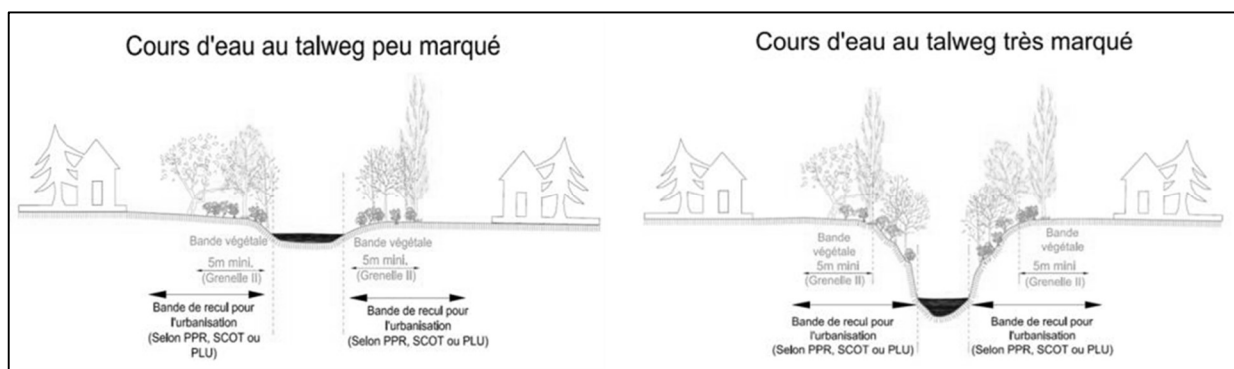 Cours d'eau au talweg peu marqué
Bande végétale
5m mini.
(Grenelle II)
Bande végétale
5m mini.
(Grenelle II)
Bande de recul pour
l'urbanisation
(Selon PPR, SCOT ou
PLU)
Bande de recul pour
l'urbanisation
(Selon PPR, SCOT ou PLU)
Cours d'eau au talweg très marqué
Bande
végétale
5m mini
(Grenelle II)
Bande
végétale
5m mini.
(Grenelle II)
Bande de recul pour
l'urbanisation
(Selon PPR, SCOT ou PLU)
Bande de recul pour
l'urbanisation
(Selon PPR, SCOT ou PLU)